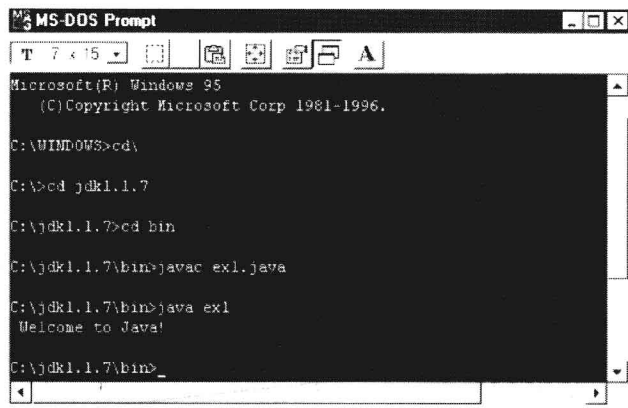 MS-DOS Prompt
T 7 x 15 A
Microsoft(R) Windows 95
(C)Copyright Microsoft Corp 1981-1996.
C:\WINDOWS>cd\
C:\>cd jdk1.1.7
C:\jdk1.1.7>cd bin
C:\jdk1.1.7\bin>javac ex1.java
C:\jdk1.1.7\bin>java ex1
Welcome to Java!
C:\jdk1.1.7\bin>_